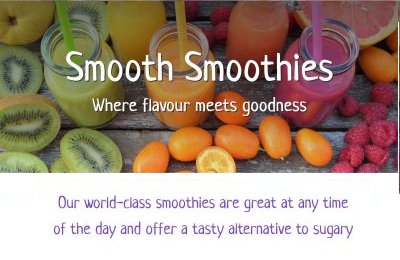 Smooth Smoothies
Where flavour meets goodness
Our world-class smoothies are great at any time
of the day and offer a tasty alternative to sugary